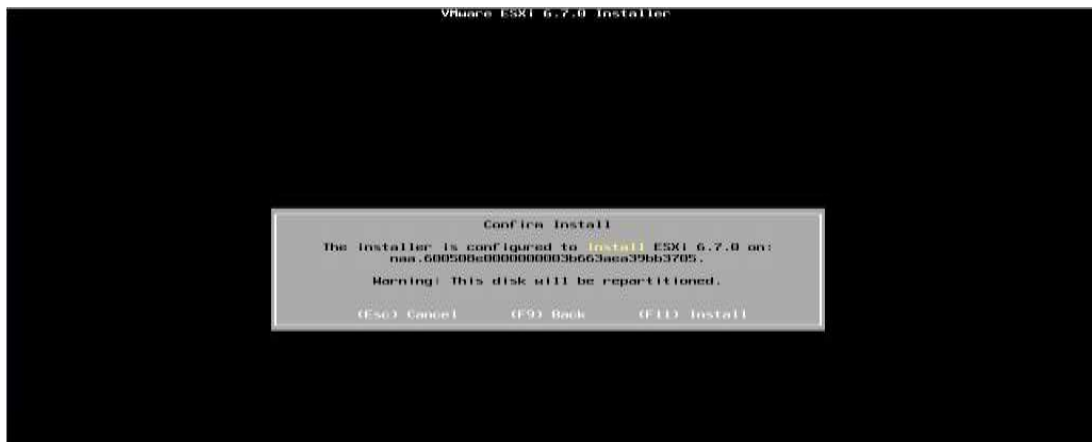 VMware ESXi 6.7.0 Installer
Confirm Install
The installer is configured to install ESXi 6.7.0 on:
naa.600508e0000000003b663aea39bb3705.
Warning: This disk will be repartitioned.
(Esc) Cancel (F9) Back (F11) Install